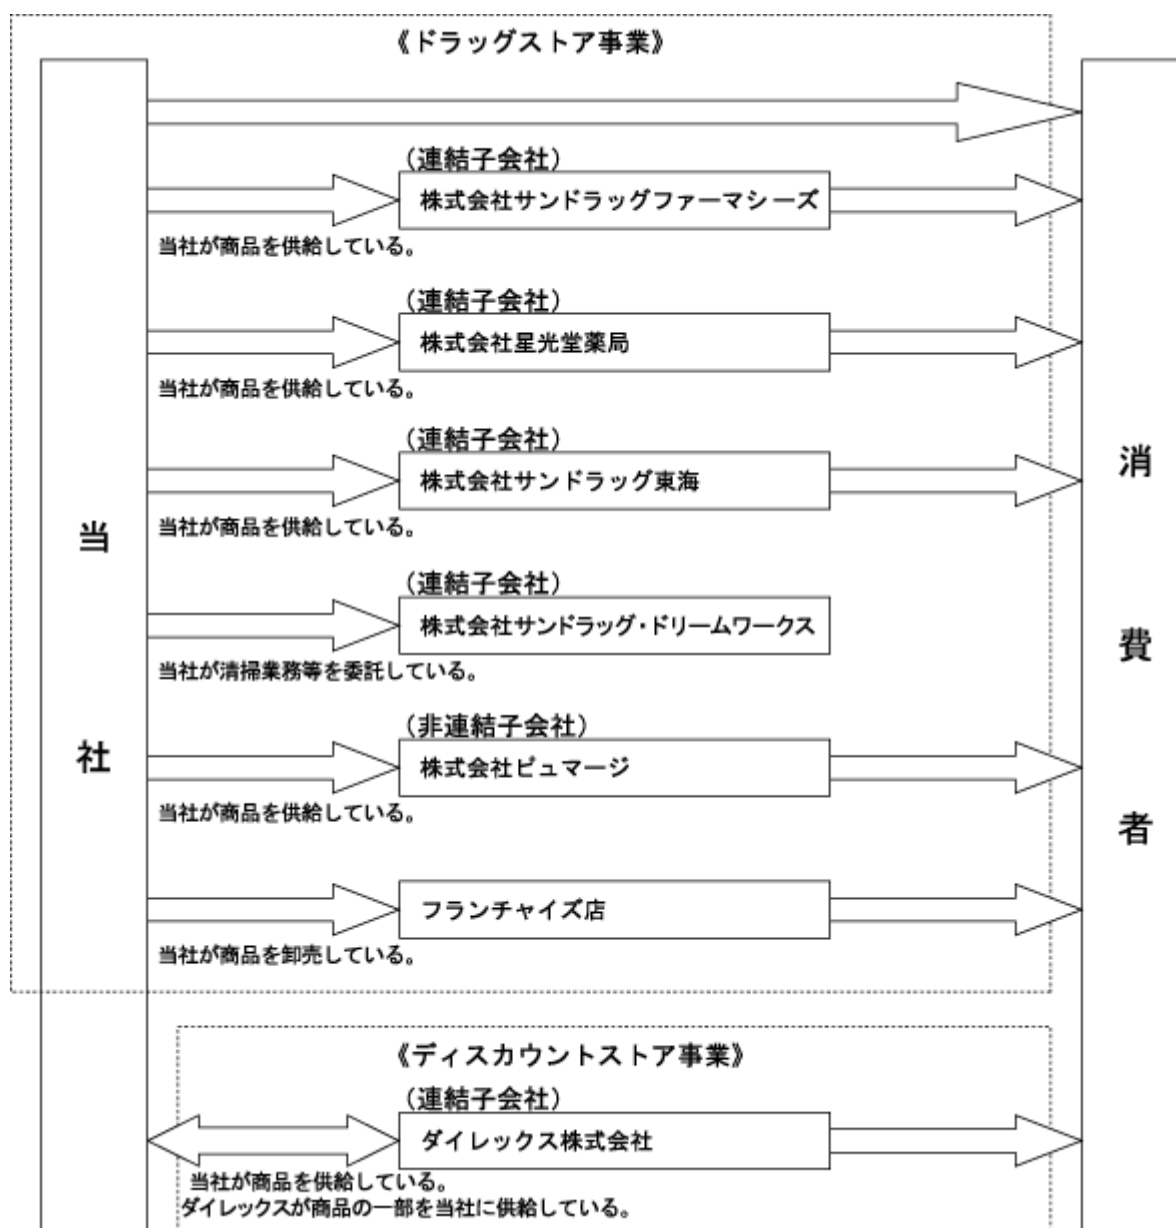 《ドラッグストア事業》
(連結子会社)
株式会社サンドラッグファーマシーズ
当社が商品を供給している。
(連結子会社)
株式会社星光堂薬局
当社が商品を供給している。
(連結子会社)
株式会社サンドラッグ東海
当社が商品を供給している。
(連結子会社)
株式会社サンドラッグ・ドリームワークス
当社が清掃業務等を委託している。
(非連結子会社)
株式会社ピュマージ
当社が商品を供給している。
フランチャイズ店
当社が商品を卸売している。
当社
消費者
《ディスカウントストア事業》
(連結子会社)
ダイレックス株式会社
当社が商品を供給している。
ダイレックスが商品の一部を当社に供給している。